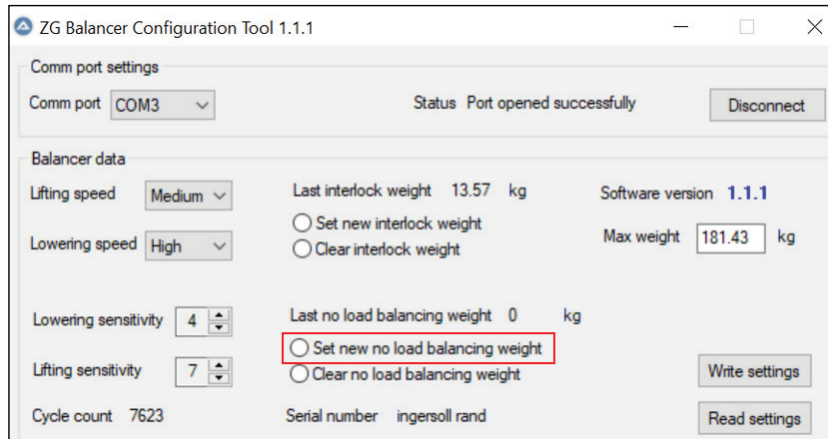 ZG Balancer Configuration Tool 1.1.1
Comm port settings
Comm port COM3 Status Port opened successfully Disconnect
Balancer data
Lifting speed Medium Last interlock weight 13.57 kg Software version 1.1.1
Set new interlock weight
Lowering speed High Clear interlock weight Max weight 181.43 kg
Lowering sensitivity 4 Last no load balancing weight 0 kg
Set new no load balancing weight
Lifting sensitivity 7 Clear no load balancing weight Write settings
Cycle count 7623 Serial number ingersoll rand Read settings